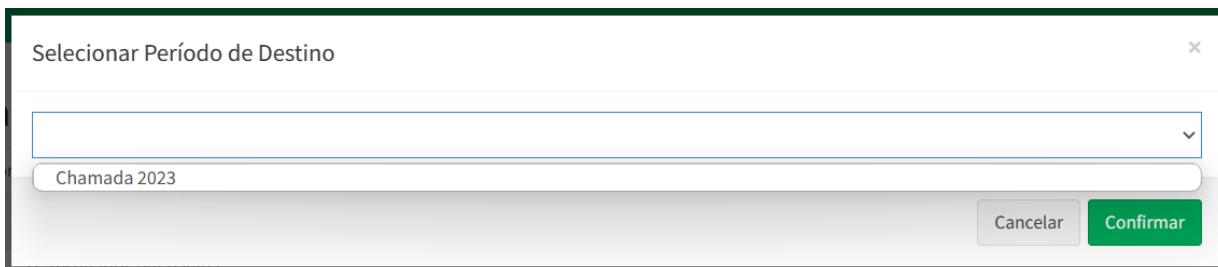 Selecionar Período de Destino
×
Chamada 2023
Cancelar
Confirmar